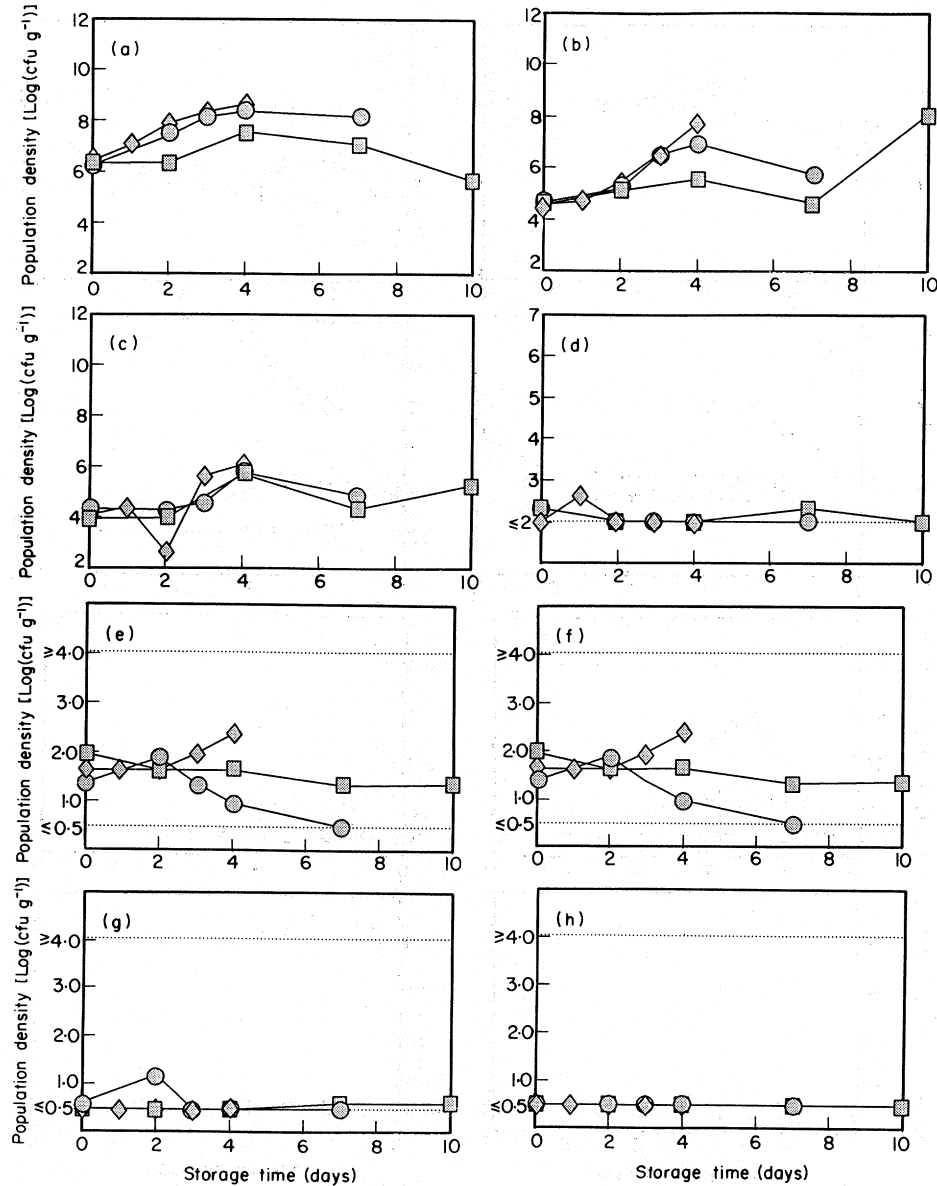 Population density [Log(cfu g⁻¹)]
12
10
8
6
4
2
(a)
0 2 4 6 8 10
12
10
8
6
4
2
(b)
0 2 4 6 8 10
Population density [Log(cfu g⁻¹)]
12
10
8
6
4
2
(c)
0 2 4 6 8 10
7
6
5
4
3
≤2
(d)
0 2 4 6 8 10
Population density [Log(cfu g⁻¹)]
≥4·0
3·0
2·0
1·0
≤0·5
(e)
0 2 4 6 8 10
≥4·0
3·0
2·0
1·0
≤0·5
(f)
0 2 4 6 8 10
Population density [Log(cfu g⁻¹)]
≥4·0
3·0
2·0
1·0
≤0·5
(g)
0 2 4 6 8 10
Storage time (days)
≥4·0
3·0
2·0
1·0
≤0·5
(h)
0 2 4 6 8 10
Storage time (days)